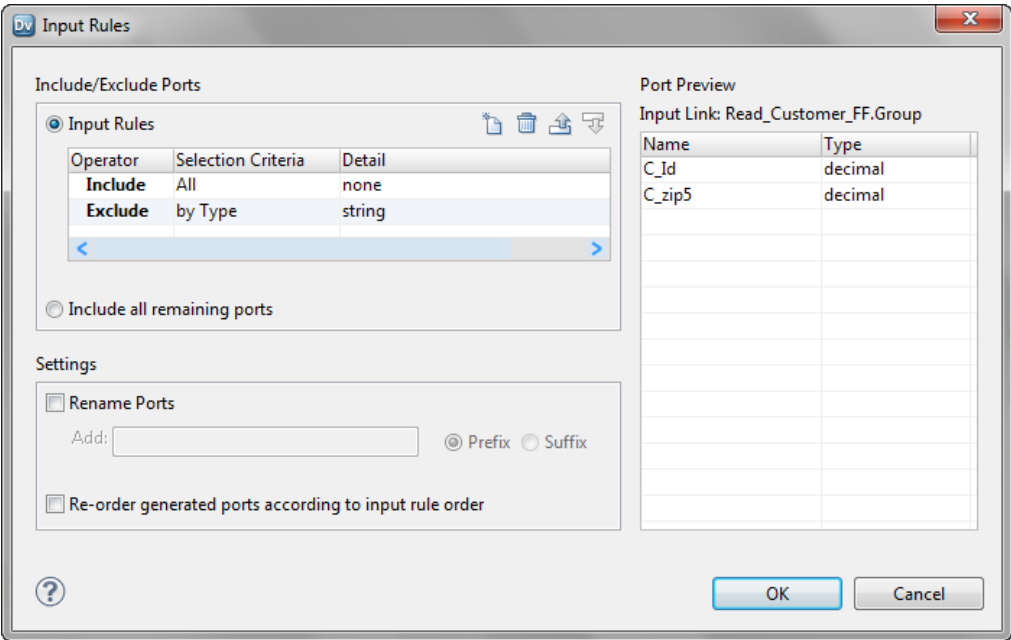 Dv Input Rules
Include/Exclude Ports
Input Rules
Operator Selection Criteria Detail
Include All none
Exclude by Type string
Include all remaining ports
Settings
Rename Ports
Add: Prefix Suffix
Re-order generated ports according to input rule order
Port Preview
Input Link: Read_Customer_FF.Group
Name Type
C_Id decimal
C_zip5 decimal
?
OK Cancel